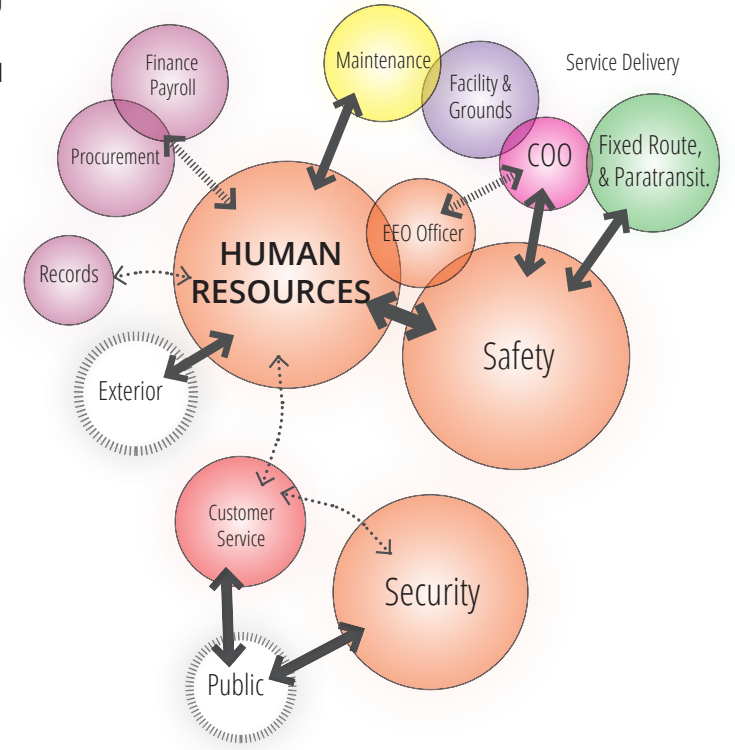 Finance
Payroll
Procurement
Maintenance
Facility &
Grounds
Service Delivery
COO
Fixed Route,
& Paratransit.
EEO Officer
HUMAN
RESOURCES
Records
Exterior
Safety
Customer
Service
Security
Public